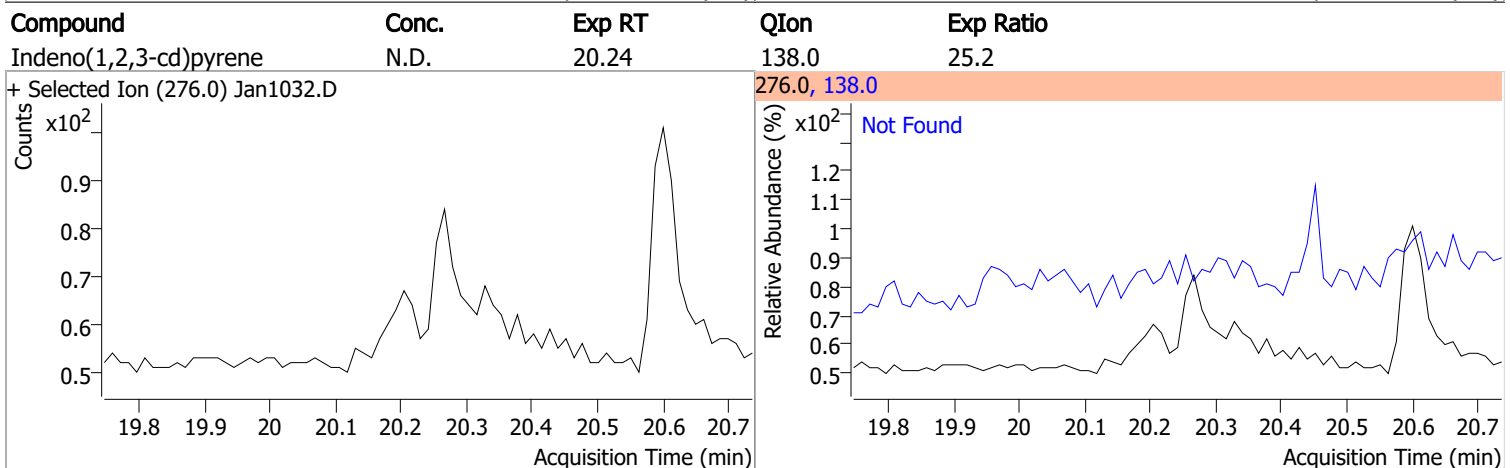 Compound Conc. Exp RT QIon Exp Ratio
Indeno(1,2,3-cd)pyrene N.D. 20.24 138.0 25.2
+ Selected Ion (276.0) Jan1032.D
Counts
x10²
0.9
0.8
0.7
0.6
0.5
19.8 19.9 20 20.1 20.2 20.3 20.4 20.5 20.6 20.7
Acquisition Time (min)
276.0, 138.0
Relative Abundance (%)
x10²
Not Found
1.2
1.1
1
0.9
0.8
0.7
0.6
0.5
19.8 19.9 20 20.1 20.2 20.3 20.4 20.5 20.6 20.7
Acquisition Time (min)